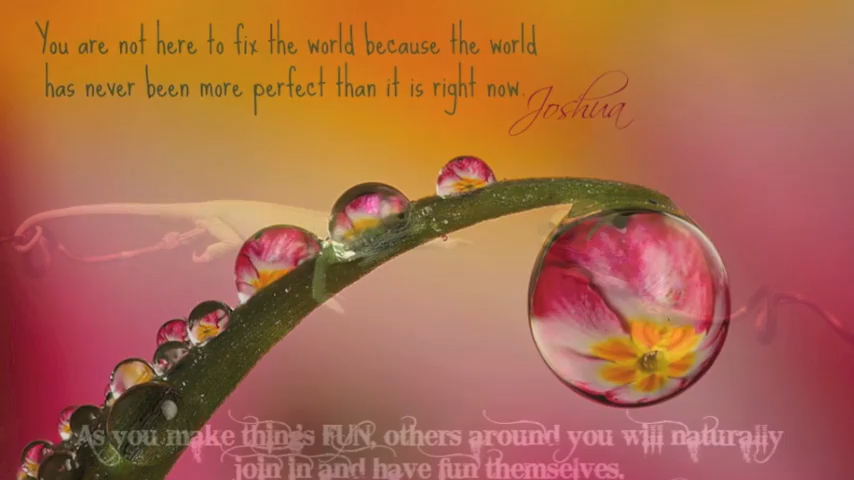 You are not here to fix the world because the world
has never been more perfect than it is right now.
Joshua
As you make things FUN, others around you will naturally
join in and have fun themselves.